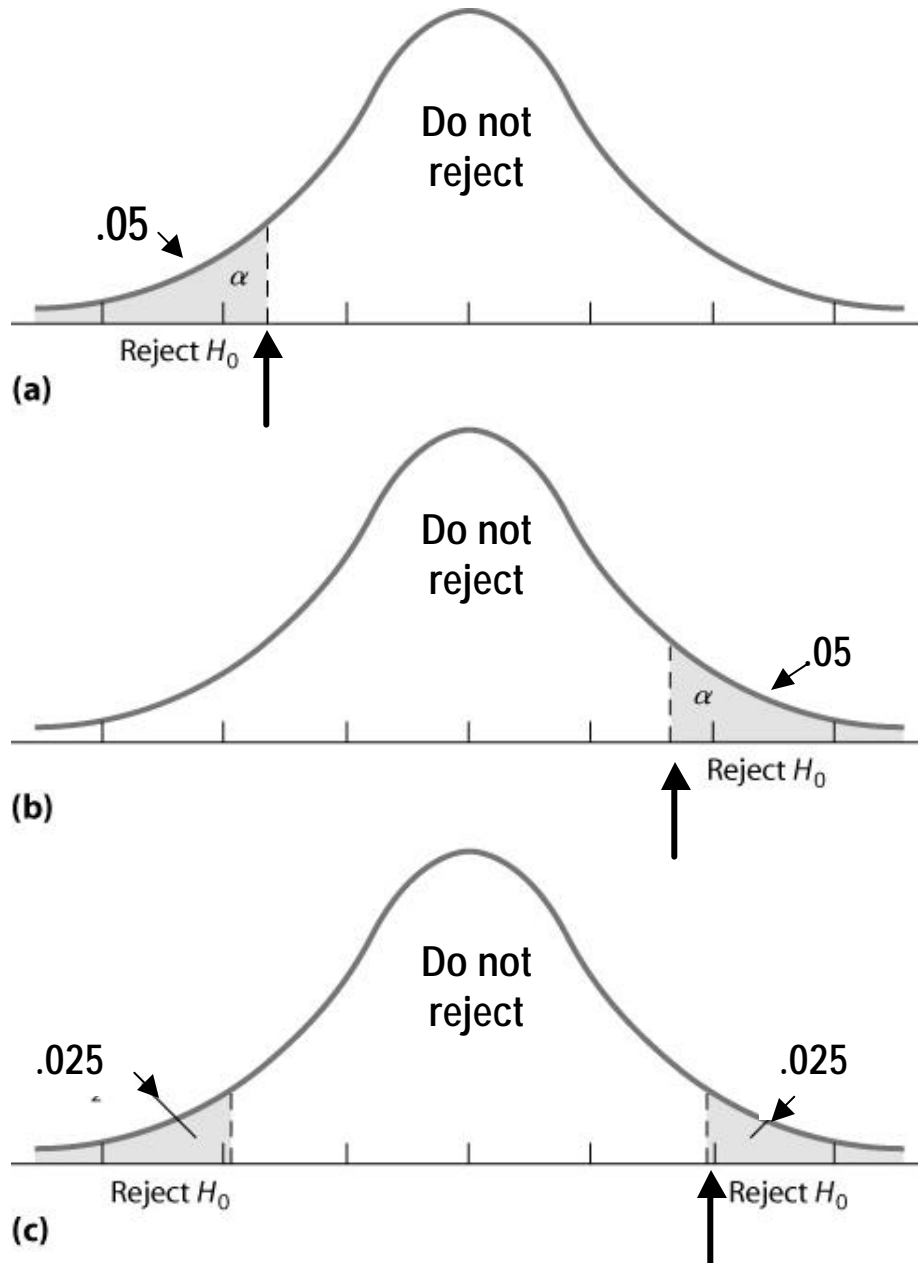 Do not
reject
.05
α
Reject H₀
(a)
Do not
reject
.05
α
Reject H₀
(b)
Do not
reject
.025
.025
Reject H₀
Reject H₀
(c)